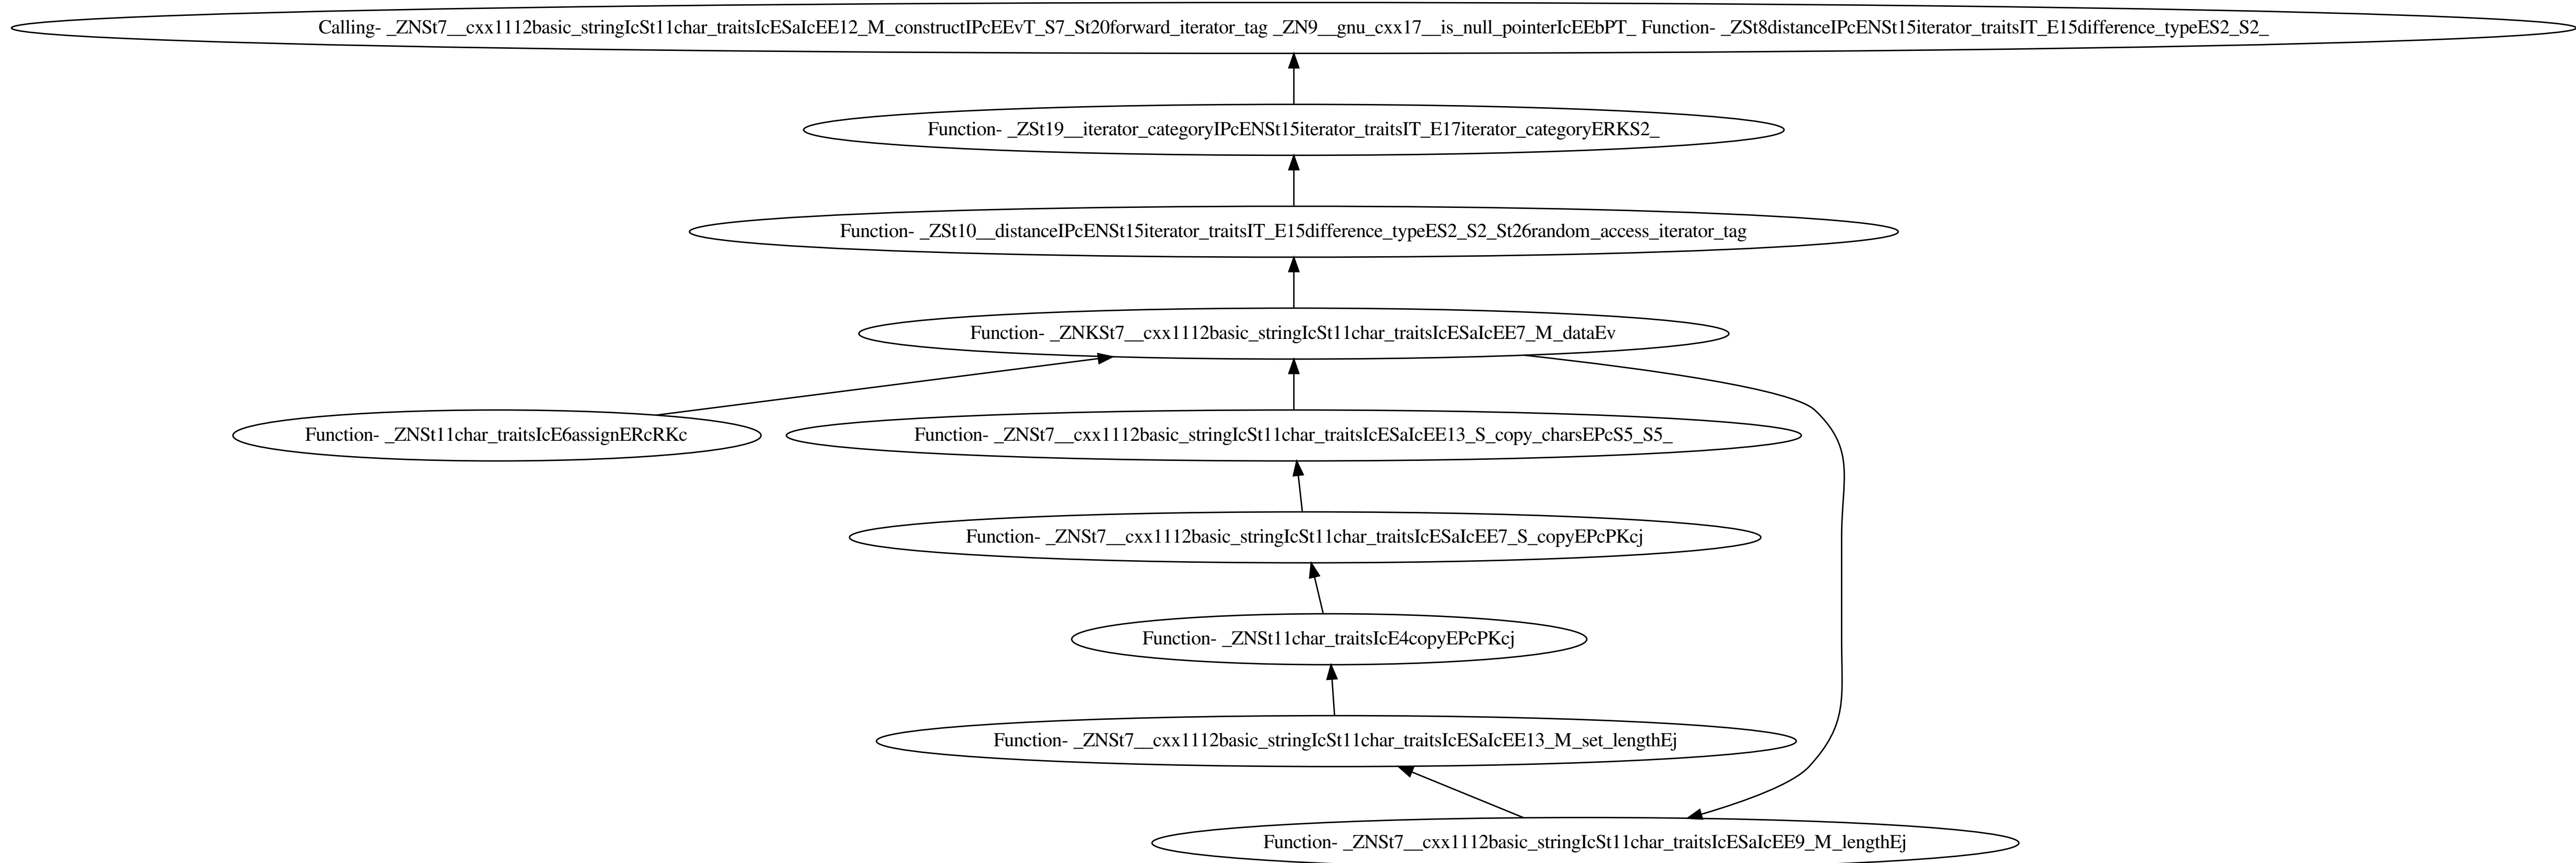 Calling- _ZNSt7__cxx1112basic_stringIcSt11char_traitsIcESaIcEE12_M_constructIPcEEvT_S7_St20forward_iterator_tag _ZN9__gnu_cxx17__is_null_pointerIcEEbPT_ Function- _ZSt8distanceIPcENSt15iterator_traitsIT_E15difference_typeES2_S2_
Function- _ZSt19__iterator_categoryIPcENSt15iterator_traitsIT_E17iterator_categoryERKS2_
Function- _ZSt10__distanceIPcENSt15iterator_traitsIT_E15difference_typeES2_S2_St26random_access_iterator_tag
Function- _ZNKSt7__cxx1112basic_stringIcSt11char_traitsIcESaIcEE7_M_dataEv
Function- _ZNSt11char_traitsIcE6assignERcRKc
Function- _ZNSt7__cxx1112basic_stringIcSt11char_traitsIcESaIcEE13_S_copy_charsEPcS5_S5_
Function- _ZNSt7__cxx1112basic_stringIcSt11char_traitsIcESaIcEE7_S_copyEPcPKcj
Function- _ZNSt11char_traitsIcE4copyEPcPKcj
Function- _ZNSt7__cxx1112basic_stringIcSt11char_traitsIcESaIcEE13_M_set_lengthEj
Function- _ZNSt7__cxx1112basic_stringIcSt11char_traitsIcESaIcEE9_M_lengthEj